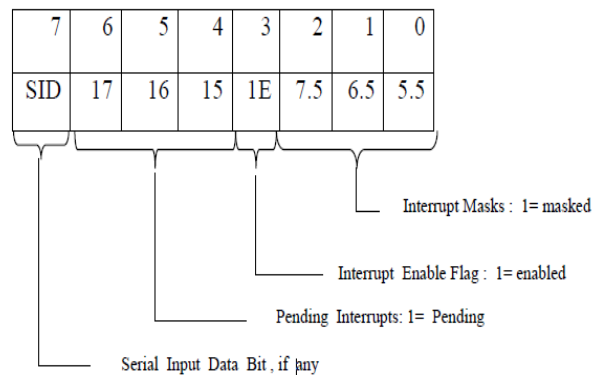 7 6 5 4 3 2 1 0
SID 17 16 15 1E 7.5 6.5 5.5
Interrupt Masks : 1= masked
Interrupt Enable Flag : 1= enabled
Pending Interrupts: 1= Pending
Serial Input Data Bit , if any